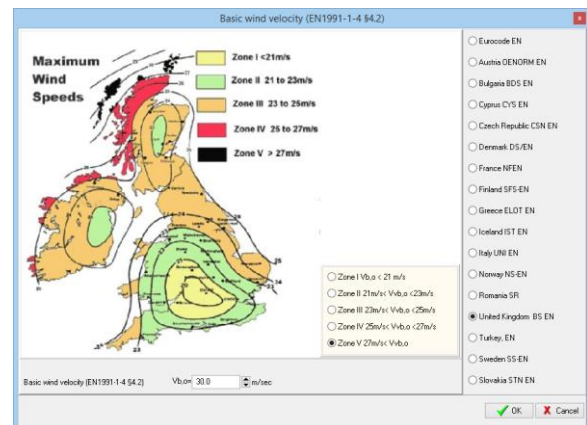 Basic wind velocity (EN1991-1-4 §4.2)
Maximum
Wind
Speeds
Zone I <21m/s
Zone II 21 to 23m/s
Zone III 23 to 25m/s
Zone IV 25 to 27m/s
Zone V > 27m/s
Zone I Vb,o < 21 m/s
Zone II 21m/s< Vvb,o <23m/s
Zone III 23m/s< Vvb,o <25m/s
Zone IV 25m/s< Vvb,o <27m/s
Zone V 27m/s< Vvb,o
Basic wind velocity (EN1991-1-4 §4.2) Vb,o= 30.0 m/sec
Eurocode EN
Austria OENORM EN
Bulgaria BDS EN
Cyprus CYS EN
Czech Republic CSN EN
Denmark DS/EN
France NFEN
Finland SFS-EN
Greece ELOT EN
Iceland IST EN
Italy UNI EN
Norway NS-EN
Romania SR
United Kingdom BS EN
Turkey, EN
Sweden SS-EN
Slovakia STN EN
OK Cancel